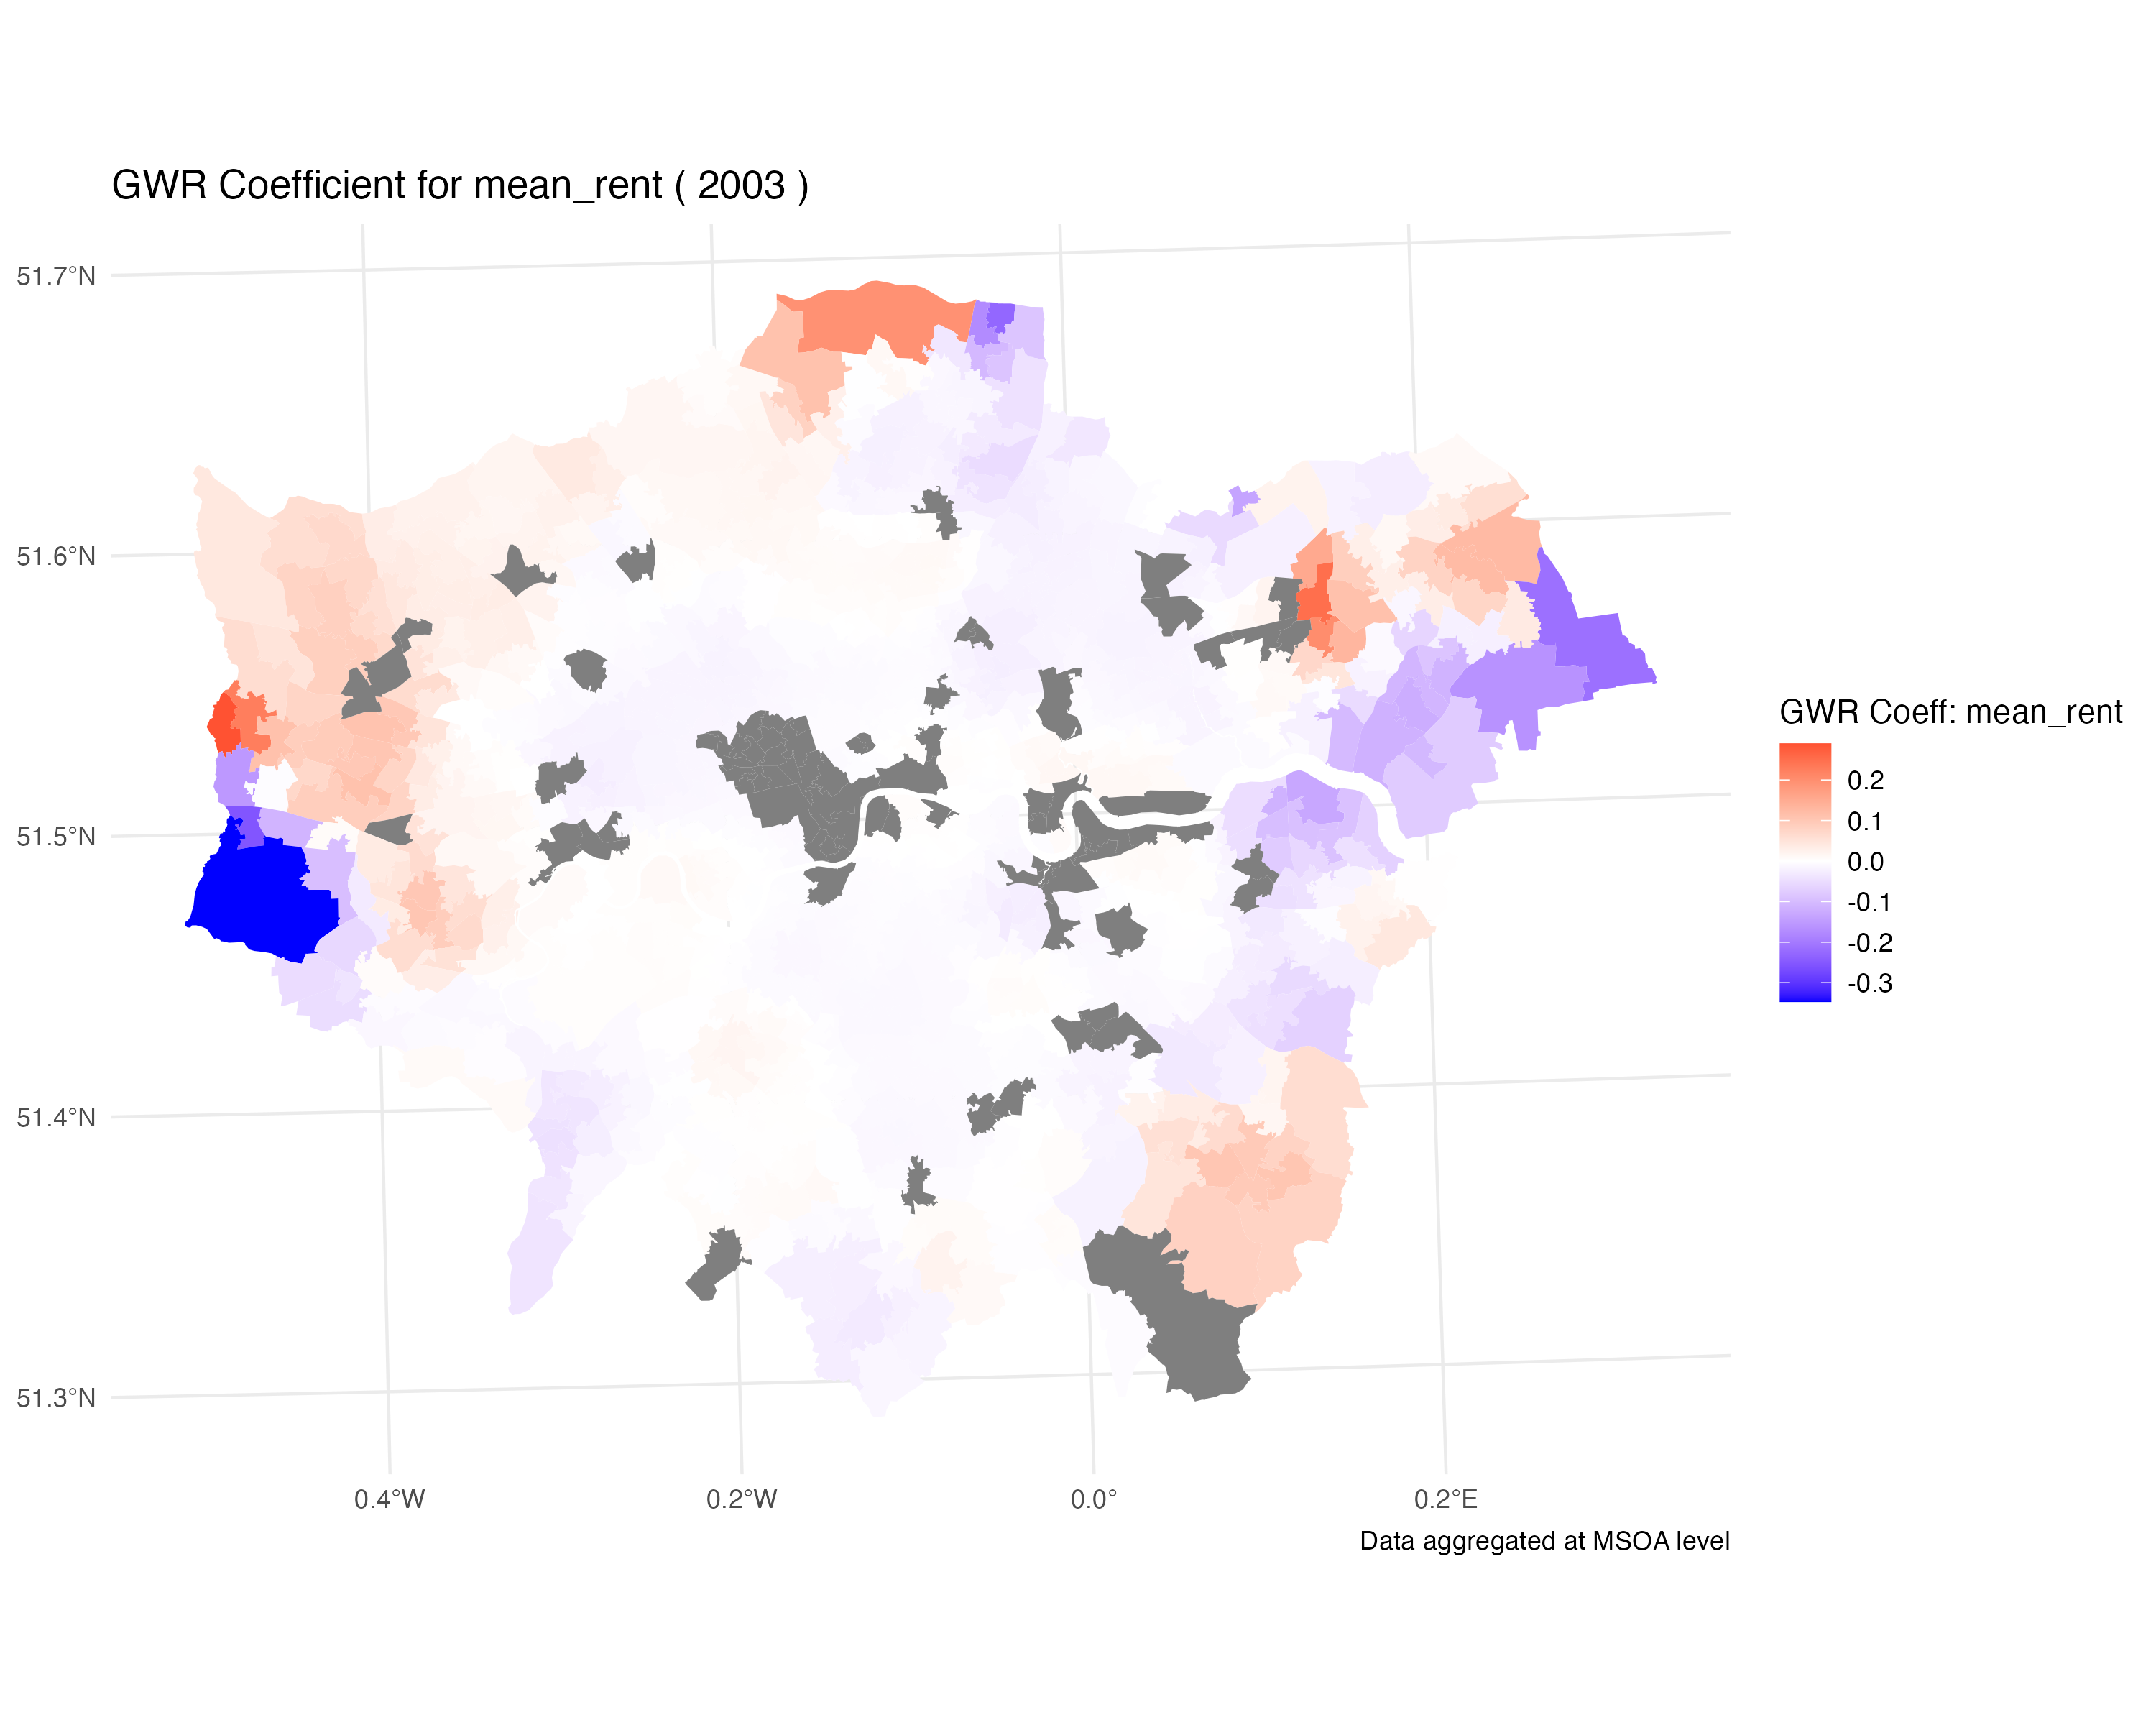 GWR Coefficient for mean_rent ( 2003 )
51.7°N
51.6°N
51.5°N
51.4°N
51.3°N
0.4°W
0.2°W
0.0°
0.2°E
GWR Coeff: mean_rent
0.2
0.1
0.0
-0.1
-0.2
-0.3
Data aggregated at MSOA level